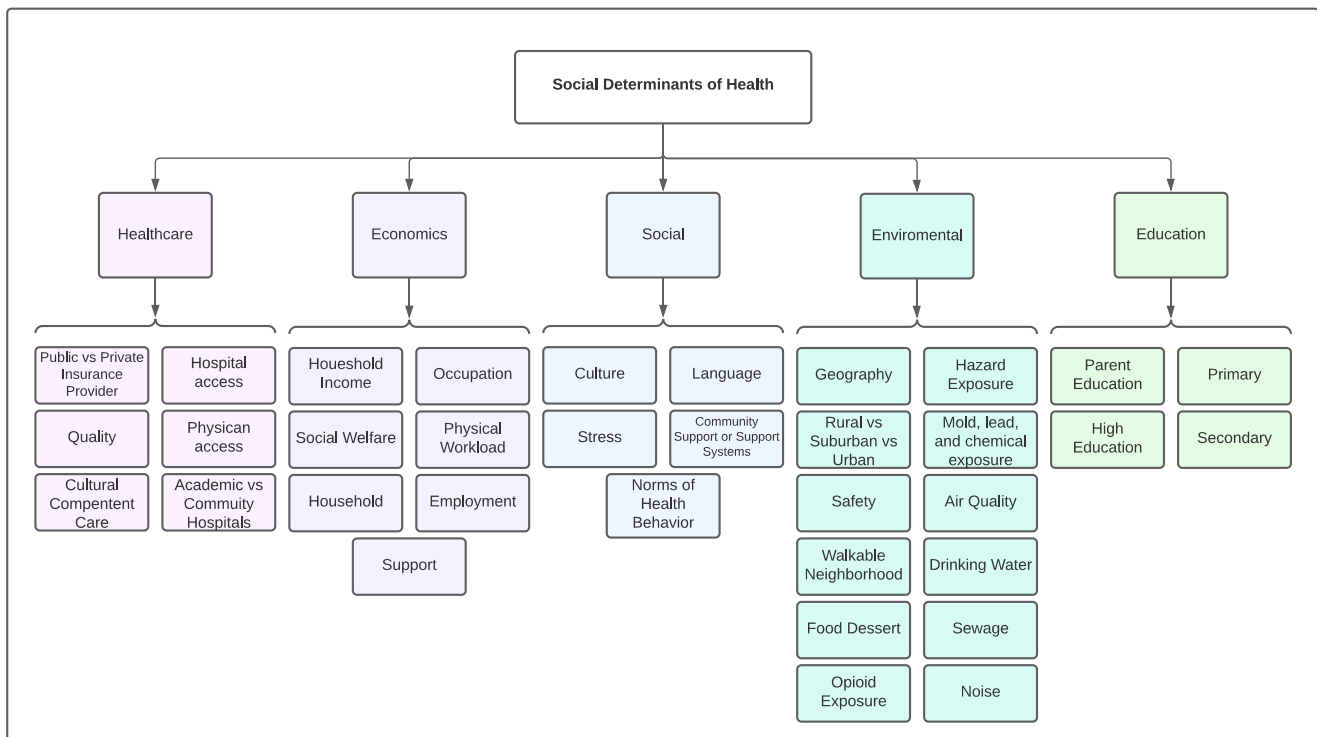 Social Determinants of Health
Healthcare
Economics
Social
Enviromental
Education
Public vs Private
Insurance
Provider
Hospital
access
Quality
Physican
access
Cultural
Compentent
Care
Academic vs
Commuity
Hospitals
Houeshold
Income
Occupation
Social Welfare
Physical
Workload
Household
Employment
Support
Culture
Language
Stress
Community
Support or Support
Systems
Norms of
Health
Behavior
Geography
Hazard
Exposure
Rural vs
Suburban vs
Urban
Mold, lead,
and chemical
exposure
Safety
Air Quality
Walkable
Neighborhood
Drinking Water
Food Dessert
Sewage
Opioid
Exposure
Noise
Parent
Education
Primary
High
Education
Secondary